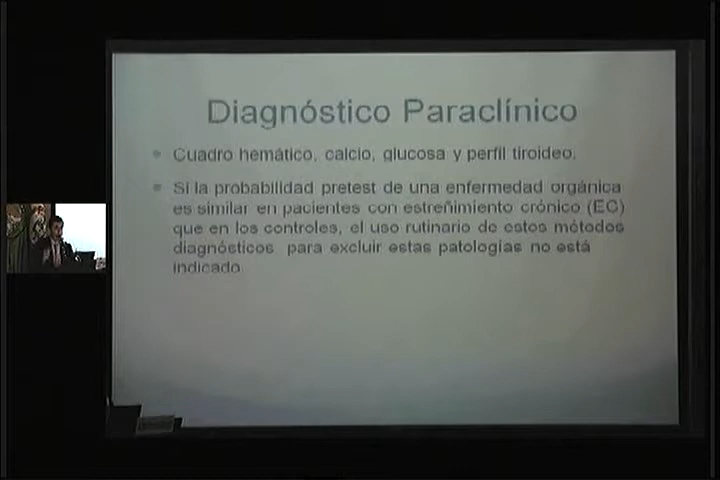 Diagnóstico Paraclínico
Cuadro hemático, calcio, glucosa y perfil tiroideo.
Si la probabilidad pretest de una enfermedad orgánica
es similar en pacientes con estreñimiento crónico (EC)
que en los controles, el uso rutinario de estos métodos
diagnósticos para excluir estas patologías no está
indicado